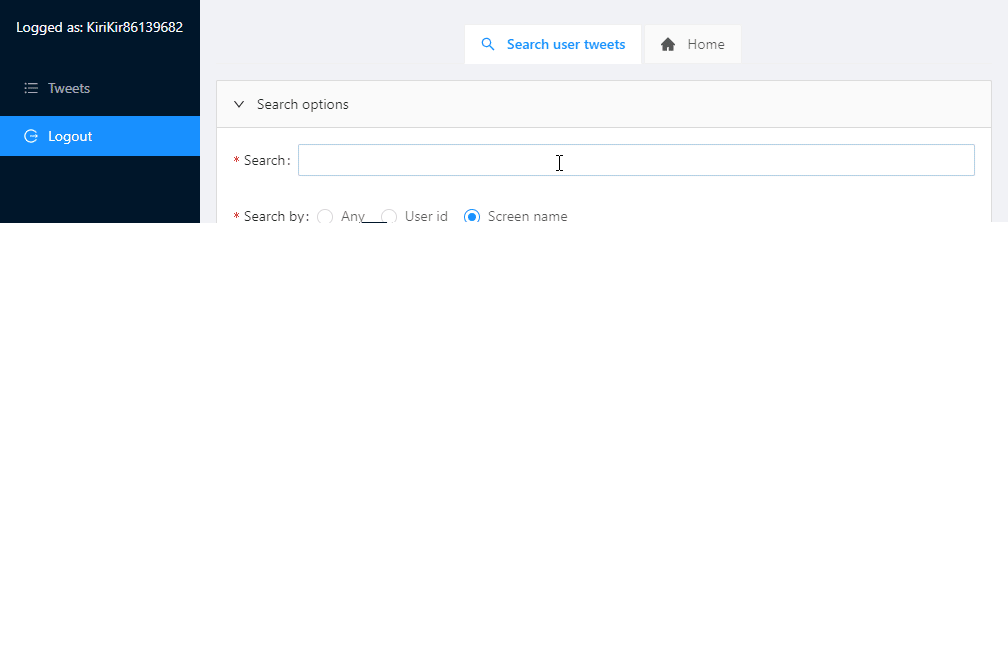 Logged as: KiriKir86139682
Tweets
Logout
Search user tweets Home
Search options
* Search:
* Search by: Any User id Screen name